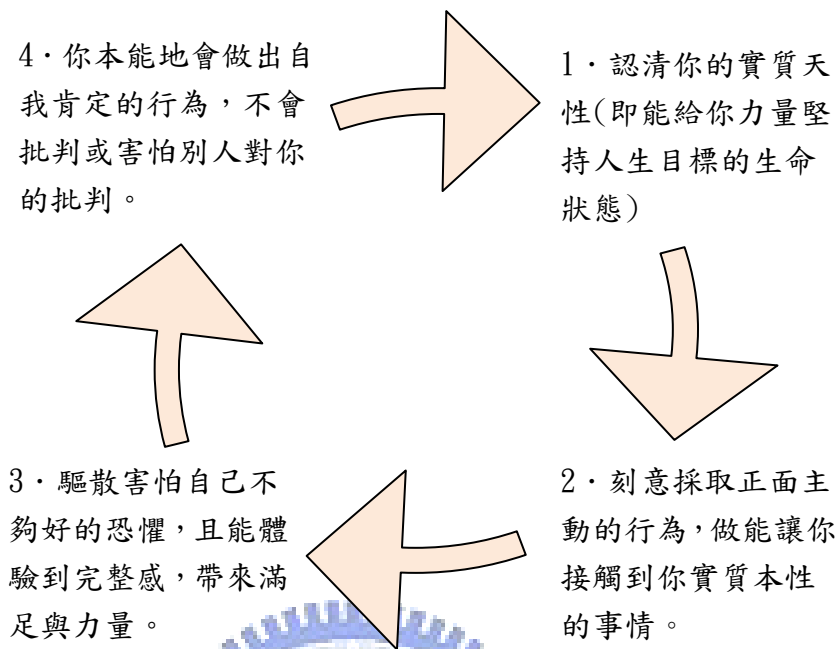 4‧你本能地會做出自
我肯定的行為，不會
批判或害怕別人對你
的批判。
1‧認清你的實質天
性(即能給你力量堅
持人生目標的生命
狀態)
3‧驅散害怕自己不
夠好的恐懼，且能體
驗到完整感，帶來滿
足與力量。
2‧刻意採取正面主
動的行為，做能讓你
接觸到你實質本性
的事情。